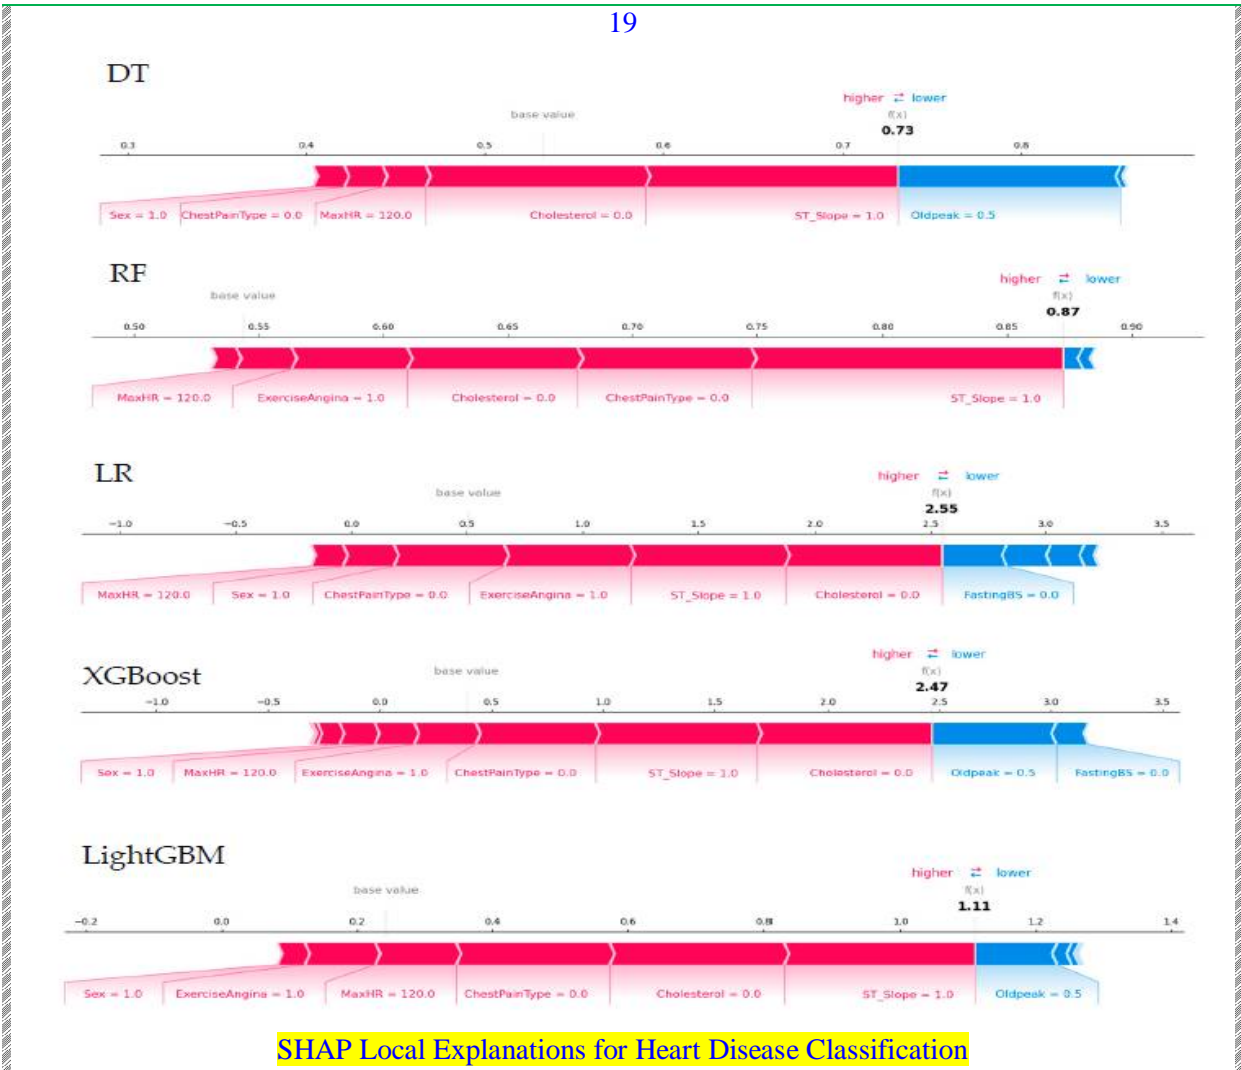 19
DT
higher ⇄ lower
base value
f(x)
0.73
0.3 0.4 0.5 0.6 0.7 0.8
Sex = 1.0 ChestPainType = 0.0 MaxHR = 120.0 Cholesterol = 0.0 ST_Slope = 1.0 Oldpeak = 0.5
RF
higher ⇄ lower
base value
f(x)
0.87
0.50 0.55 0.60 0.65 0.70 0.75 0.80 0.85 0.90
MaxHR = 120.0 ExerciseAngina = 1.0 Cholesterol = 0.0 ChestPainType = 0.0 ST_Slope = 1.0
LR
higher ⇄ lower
base value
f(x)
2.55
−1.0 −0.5 0.0 0.5 1.0 1.5 2.0 2.5 3.0 3.5
MaxHR = 120.0 Sex = 1.0 ChestPainType = 0.0 ExerciseAngina = 1.0 ST_Slope = 1.0 Cholesterol = 0.0 FastingBS = 0.0
XGBoost
higher ⇄ lower
base value
f(x)
2.47
−1.0 −0.5 0.0 0.5 1.0 1.5 2.0 2.5 3.0 3.5
Sex = 1.0 MaxHR = 120.0 ExerciseAngina = 1.0 ChestPainType = 0.0 ST_Slope = 1.0 Cholesterol = 0.0 Oldpeak = 0.5 FastingBS = 0.0
LightGBM
higher ⇄ lower
base value
f(x)
1.11
−0.2 0.0 0.2 0.4 0.6 0.8 1.0 1.2 1.4
Sex = 1.0 ExerciseAngina = 1.0 MaxHR = 120.0 ChestPainType = 0.0 Cholesterol = 0.0 ST_Slope = 1.0 Oldpeak = 0.5
SHAP Local Explanations for Heart Disease Classification